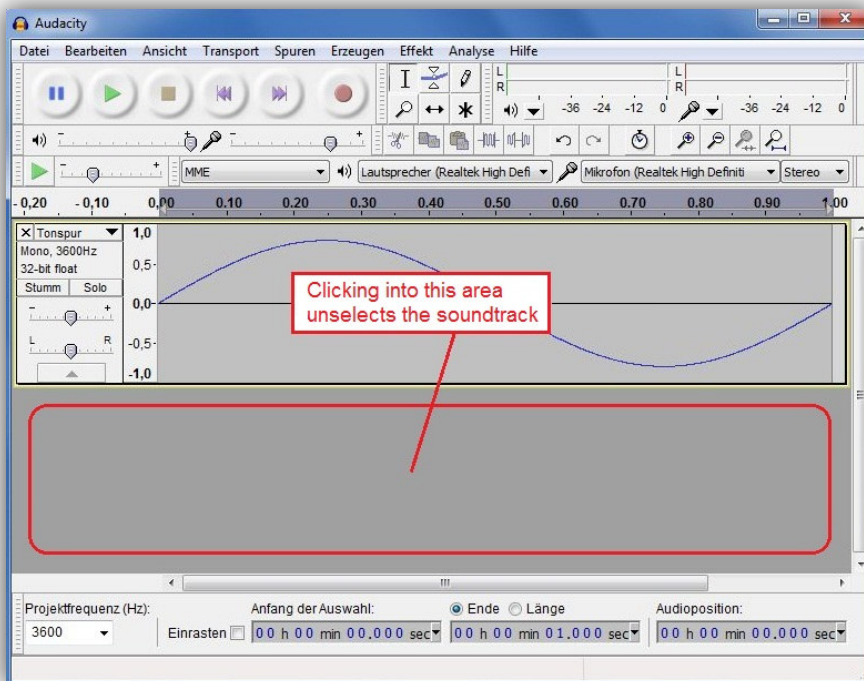 Audacity
Datei Bearbeiten Ansicht Transport Spuren Erzeugen Effekt Analyse Hilfe
L
R
-36 -24 -12 0
L
R
-36 -24 -12 0
- +
- +
- +
MME
Lautsprecher (Realtek High Defi
Mikrofon (Realtek High Definiti
Stereo
- 0,20 - 0,10 0,00 0.10 0.20 0.30 0.40 0.50 0.60 0.70 0.80 0.90 1.00
X Tonspur
Mono, 3600Hz
32-bit float
Stumm Solo
- +
L R
1,0
0,5-
0,0-
-0,5-
-1,0
Clicking into this area
unselects the soundtrack
Projektfrequenz (Hz):
3600
Einrasten
Anfang der Auswahl:
00 h 00 min 00.000 sec
Ende Länge
00 h 00 min 01.000 sec
Audioposition:
00 h 00 min 00.000 sec